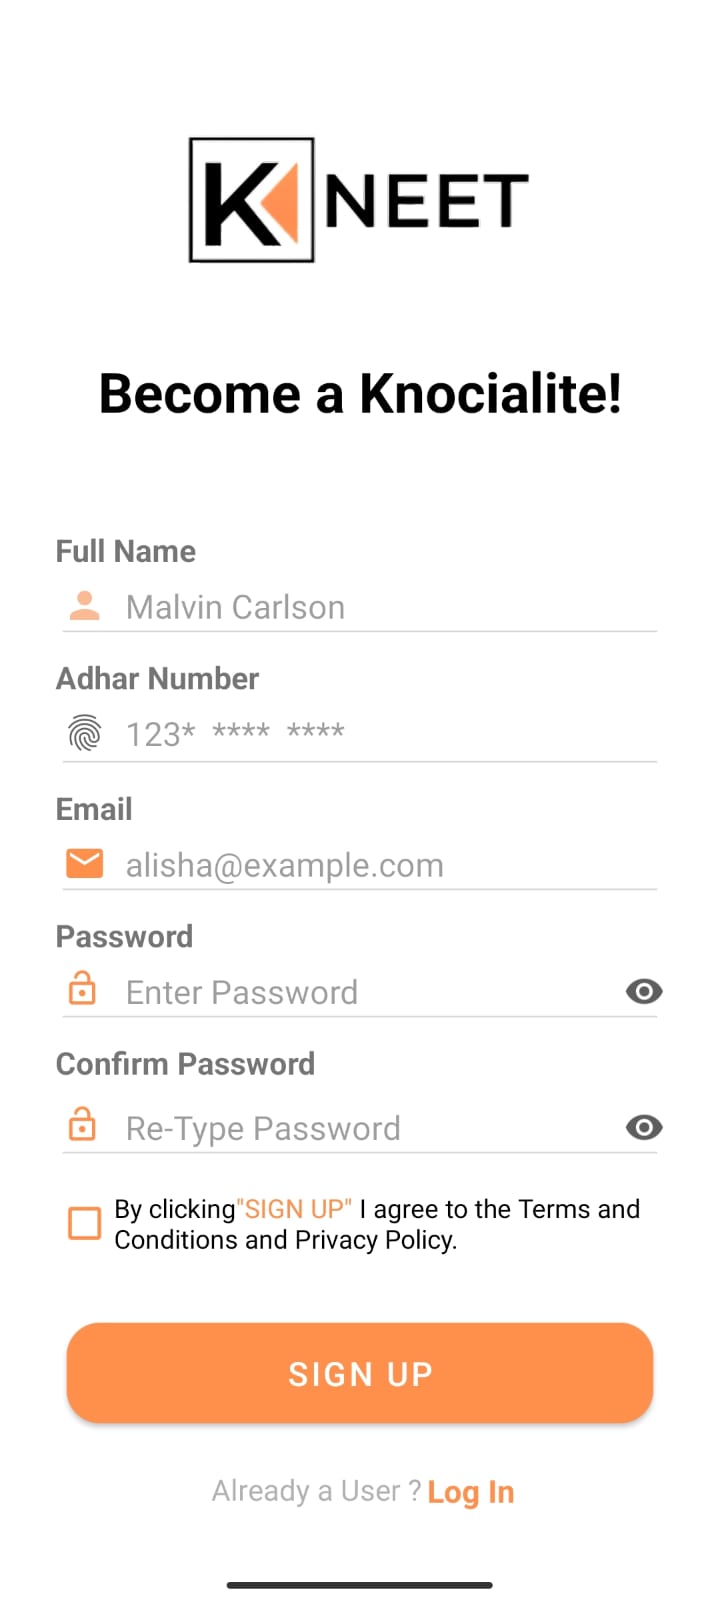 K NEET
Become a Knocialite!
Full Name
Malvin Carlson
Adhar Number
123* **** ****
Email
alisha@example.com
Password
Enter Password
Confirm Password
Re-Type Password
By clicking"SIGN UP" I agree to the Terms and
Conditions and Privacy Policy.
SIGN UP
Already a User ? Log In